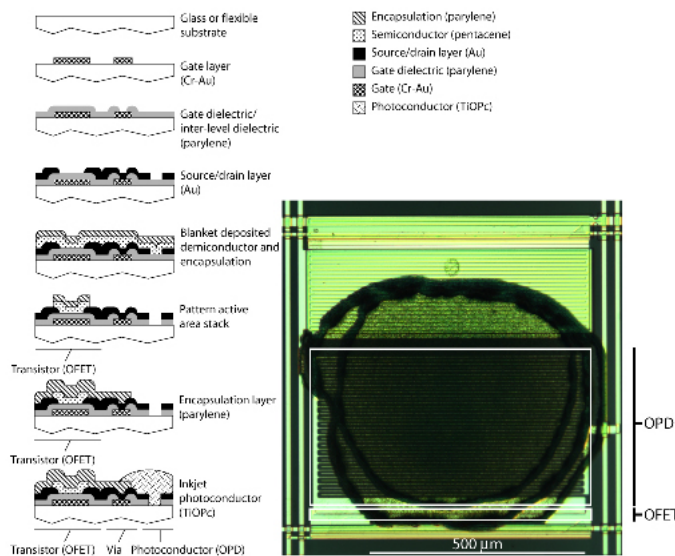 Glass or flexible
substrate
Gate layer
(Cr-Au)
Gate dielectric/
inter-level dielectric
(parylene)
Source/drain layer
(Au)
Blanket deposited
demiconductor and
encapsulation
Pattern active
area stack
Transistor (OFET)
Encapsulation layer
(parylene)
Transistor (OFET)
Inkjet
photoconductor
(TiOPc)
Transistor (OFET) Via Photoconductor (OPD)
Encapsulation (parylene)
Semiconductor (pentacene)
Source/drain layer (Au)
Gate dielectric (parylene)
Gate (Cr-Au)
Photoconductor (TiOPc)
OPD
OFET
500 µm